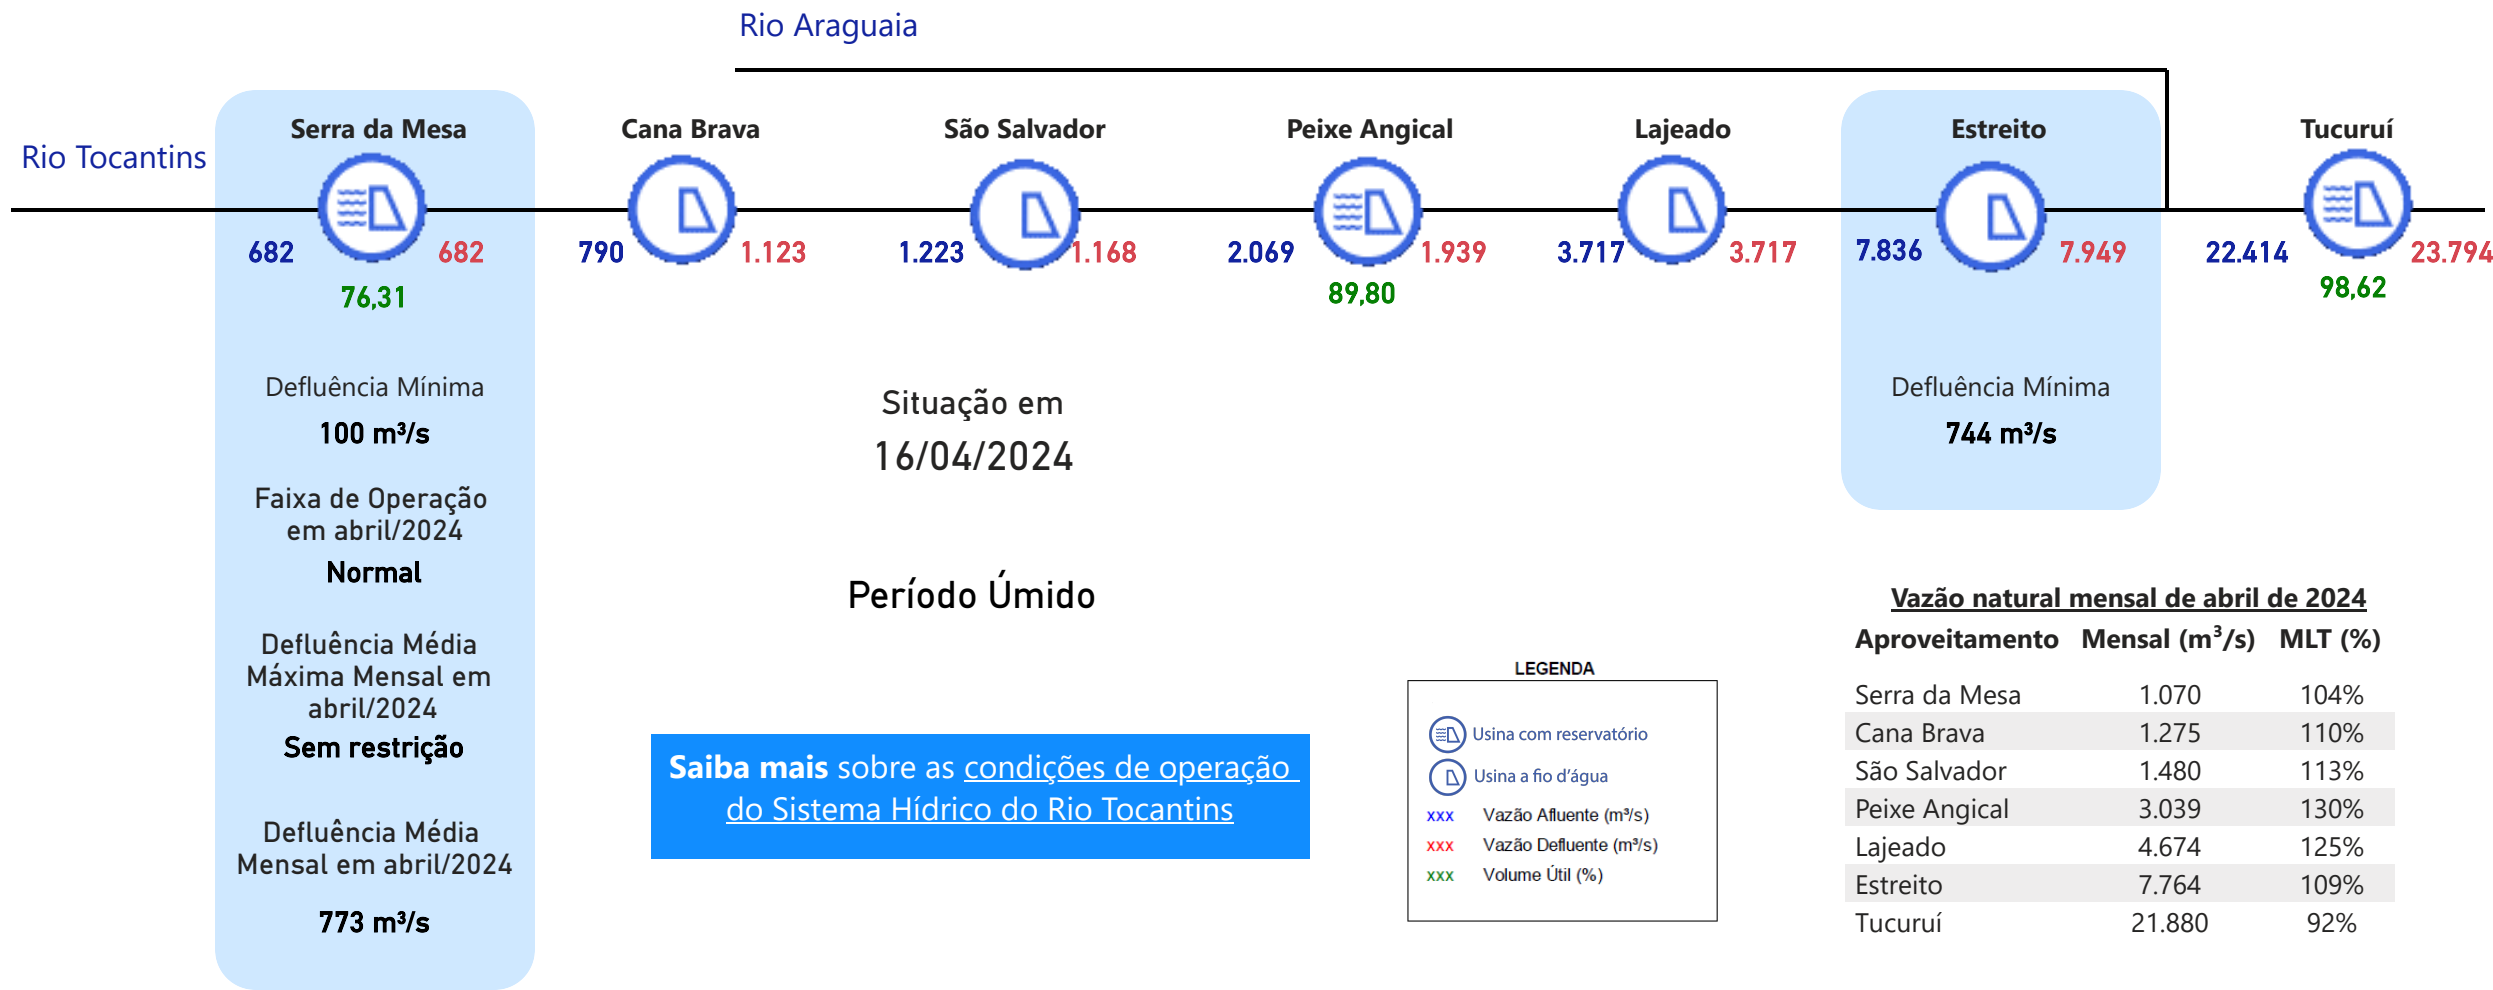 Rio Araguaia
Rio Tocantins
Serra da Mesa
Cana Brava
São Salvador
Peixe Angical
Lajeado
Estreito
Tucuruí
682 682
790 1.123
1.223 1.168
2.069 1.939
3.717 3.717
7.836 7.949
22.414 23.794
76,31
89,80
98,62
Defluência Mínima
100 m³/s
Faixa de Operação
em abril/2024
Normal
Defluência Média
Máxima Mensal em
abril/2024
Sem restrição
Defluência Média
Mensal em abril/2024
773 m³/s
Situação em
16/04/2024
Período Úmido
Saiba mais sobre as condições de operação
do Sistema Hídrico do Rio Tocantins
Defluência Mínima
744 m³/s
LEGENDA
Usina com reservatório
Usina a fio d'água
xxx Vazão Afluente (m³/s)
xxx Vazão Defluente (m³/s)
xxx Volume Útil (%)
Vazão natural mensal de abril de 2024
Aproveitamento Mensal (m³/s) MLT (%)
Serra da Mesa 1.070 104%
Cana Brava 1.275 110%
São Salvador 1.480 113%
Peixe Angical 3.039 130%
Lajeado 4.674 125%
Estreito 7.764 109%
Tucuruí 21.880 92%